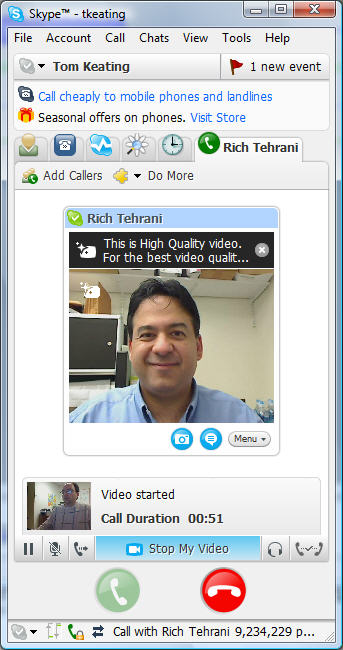 Skype™ - tkeating
File Account Call Chats View Tools Help
Tom Keating 1 new event
Call cheaply to mobile phones and landlines
Seasonal offers on phones. Visit Store
Rich Tehrani
Add Callers Do More
Rich Tehrani
This is High Quality video.
For the best video qualit...
Menu
Video started
Call Duration 00:51
Stop My Video
Call with Rich Tehrani 9,234,229 p...